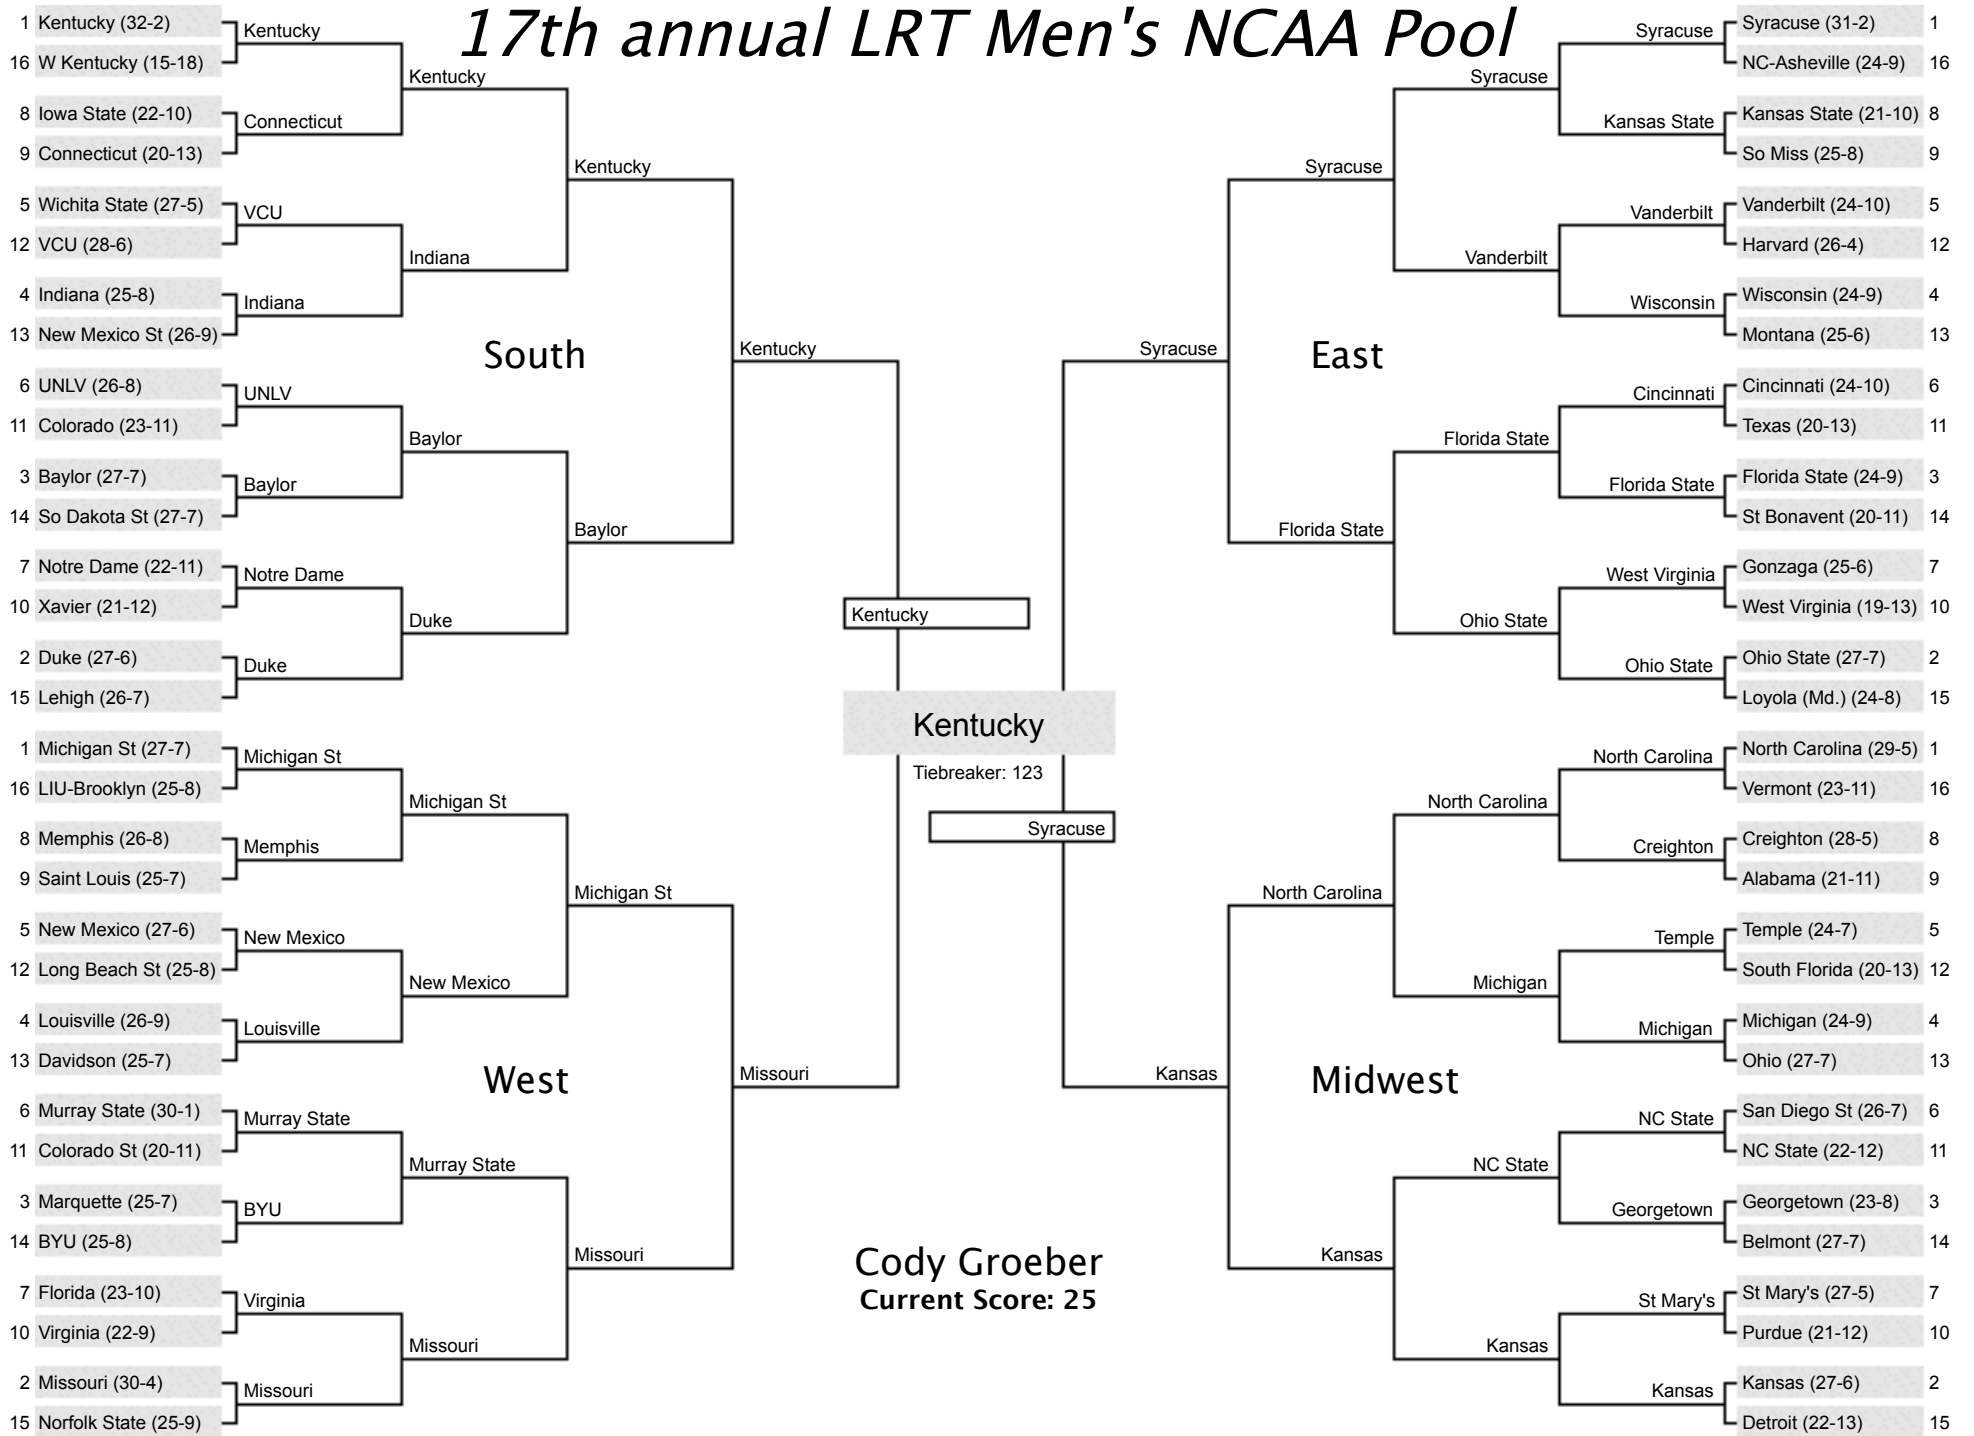 17th annual LRT Men's NCAA Pool
1 Kentucky (32-2)
16 W Kentucky (15-18)
8 Iowa State (22-10)
9 Connecticut (20-13)
5 Wichita State (27-5)
12 VCU (28-6)
4 Indiana (25-8)
13 New Mexico St (26-9)
6 UNLV (26-8)
11 Colorado (23-11)
3 Baylor (27-7)
14 So Dakota St (27-7)
7 Notre Dame (22-11)
10 Xavier (21-12)
2 Duke (27-6)
15 Lehigh (26-7)
Kentucky
Connecticut
VCU
Indiana
UNLV
Baylor
Notre Dame
Duke
Kentucky
Indiana
Baylor
Duke
Kentucky
Baylor
South
Kentucky
1 Michigan St (27-7)
16 LIU-Brooklyn (25-8)
8 Memphis (26-8)
9 Saint Louis (25-7)
5 New Mexico (27-6)
12 Long Beach St (25-8)
4 Louisville (26-9)
13 Davidson (25-7)
6 Murray State (30-1)
11 Colorado St (20-11)
3 Marquette (25-7)
14 BYU (25-8)
7 Florida (23-10)
10 Virginia (22-9)
2 Missouri (30-4)
15 Norfolk State (25-9)
Michigan St
Memphis
New Mexico
Louisville
Murray State
BYU
Virginia
Missouri
Michigan St
New Mexico
Murray State
Missouri
Michigan St
Missouri
West
Missouri
Kentucky
Kentucky
Tiebreaker: 123
Syracuse
Cody Groeber
Current Score: 25
Syracuse
East
Syracuse
Florida State
Syracuse
Vanderbilt
Florida State
Ohio State
Syracuse
Kansas State
Vanderbilt
Wisconsin
Cincinnati
Florida State
West Virginia
Ohio State
Syracuse (31-2) 1
NC-Asheville (24-9) 16
Kansas State (21-10) 8
So Miss (25-8) 9
Vanderbilt (24-10) 5
Harvard (26-4) 12
Wisconsin (24-9) 4
Montana (25-6) 13
Cincinnati (24-10) 6
Texas (20-13) 11
Florida State (24-9) 3
St Bonavent (20-11) 14
Gonzaga (25-6) 7
West Virginia (19-13) 10
Ohio State (27-7) 2
Loyola (Md.) (24-8) 15
Kansas
Midwest
North Carolina
Kansas
North Carolina
Michigan
NC State
Kansas
North Carolina
Creighton
Temple
Michigan
NC State
Georgetown
St Mary's
Kansas
North Carolina (29-5) 1
Vermont (23-11) 16
Creighton (28-5) 8
Alabama (21-11) 9
Temple (24-7) 5
South Florida (20-13) 12
Michigan (24-9) 4
Ohio (27-7) 13
San Diego St (26-7) 6
NC State (22-12) 11
Georgetown (23-8) 3
Belmont (27-7) 14
St Mary's (27-5) 7
Purdue (21-12) 10
Kansas (27-6) 2
Detroit (22-13) 15